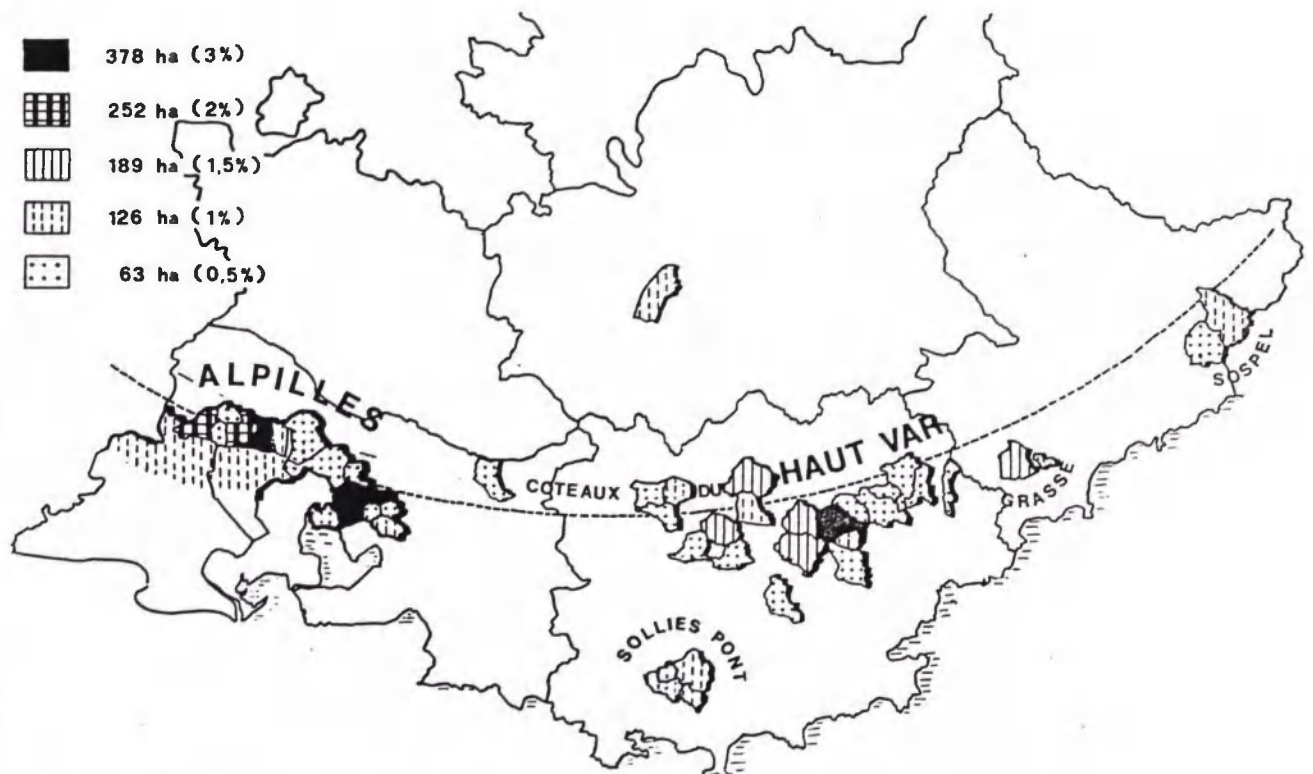 378 ha (3%)
252 ha (2%)
189 ha (1,5%)
126 ha (1%)
63 ha (0,5%)
ALPILLES
COTEAUX DU HAUT VAR
SOSPEL
GRASSE
SOLLIES PONT